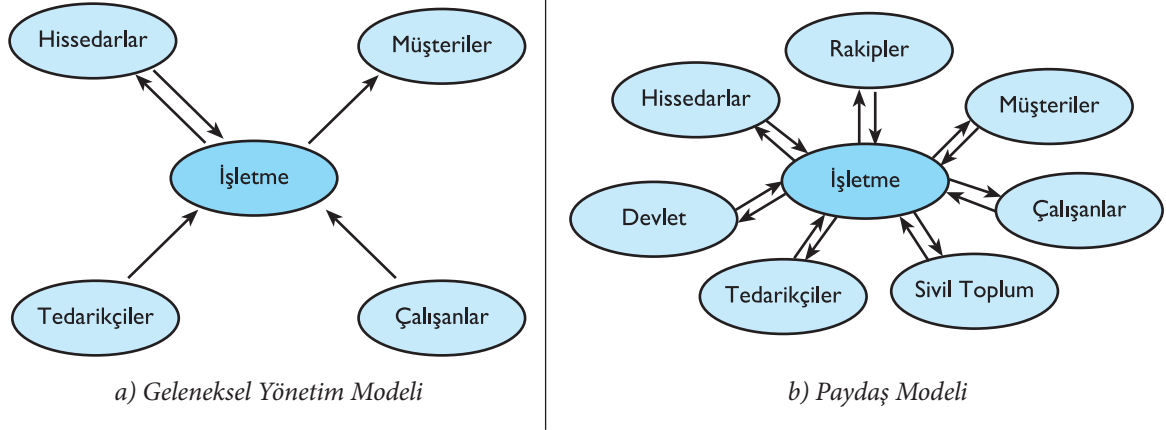 Hissedarlar
Müşteriler
İşletme
Tedarikçiler
Çalışanlar
a) Geleneksel Yönetim Modeli
Rakipler
Hissedarlar
Müşteriler
İşletme
Devlet
Çalışanlar
Tedarikçiler
Sivil Toplum
b) Paydaş Modeli